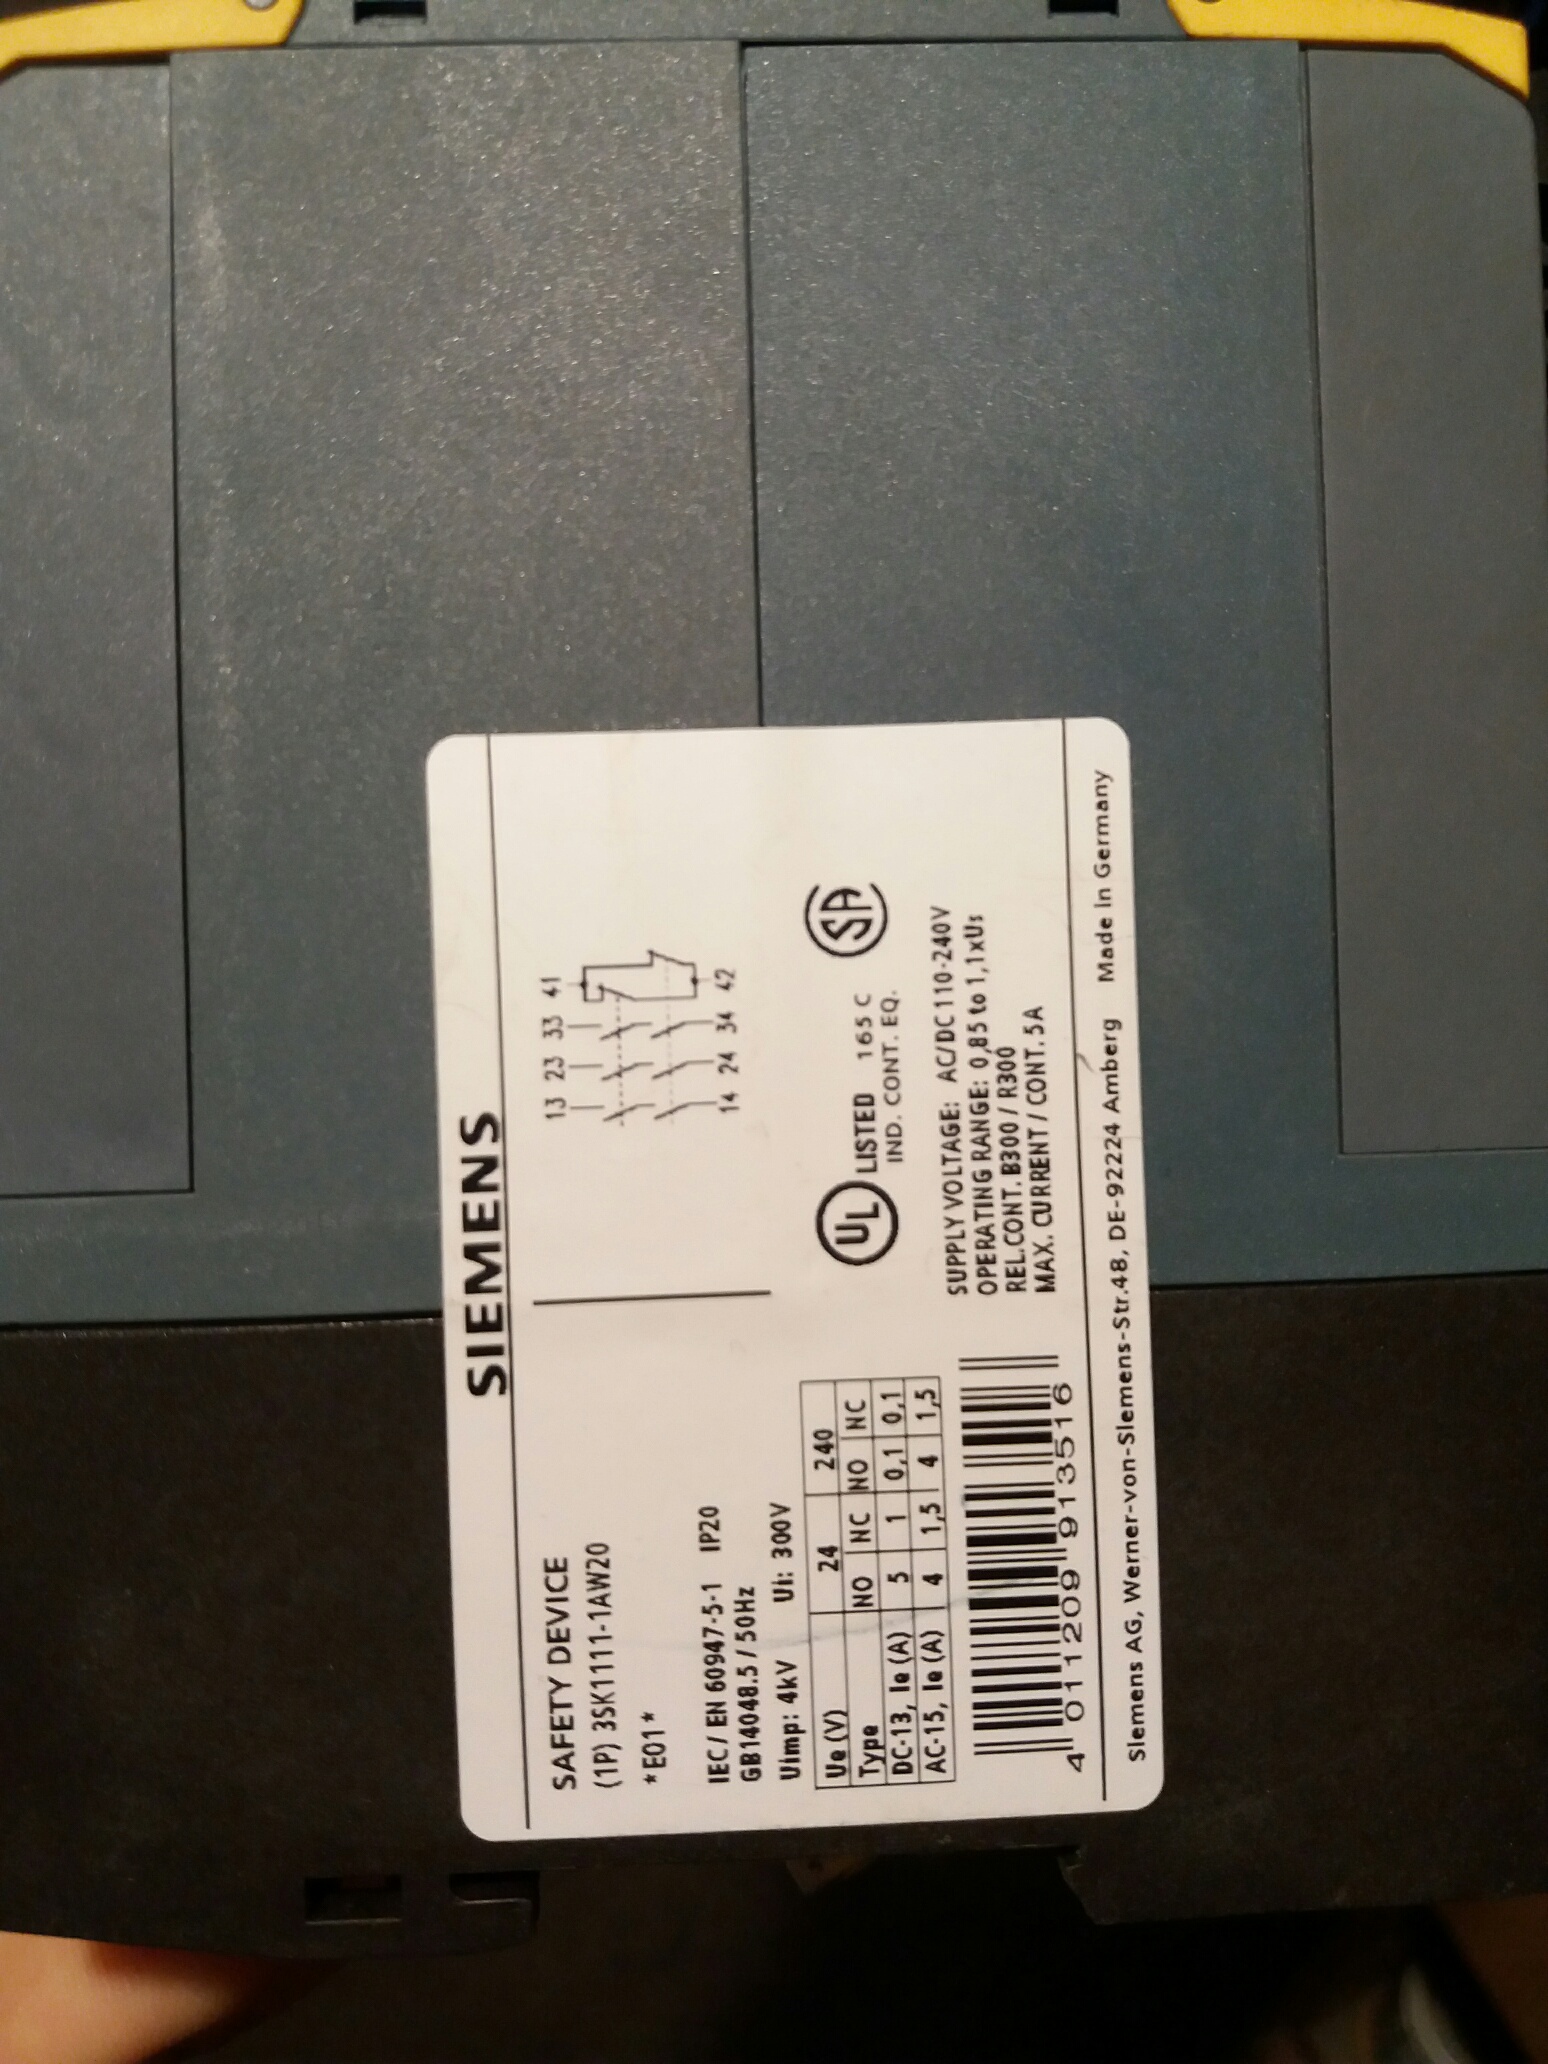 SIEMENS
SAFETY DEVICE
(1P) 3SK1111-1AW20
*E01*
IEC / EN 60947-5-1 IP20
GB14048.5 / 50Hz
Uimp: 4kV Ui: 300V
Ue (V) 24 240
Type NO NC NO NC
DC-13, Ie (A) 5 1 0,1 0,1
AC-15, Ie (A) 4 1,5 4 1,5
4 011209 913516
13 23 33 41
14 24 34 42
UL LISTED 165 C
IND. CONT. EQ.
SA
SUPPLY VOLTAGE: AC/DC 110-240V
OPERATING RANGE: 0,85 to 1,1xUs
REL.CONT. B300 / R300
MAX. CURRENT / CONT. 5A
Siemens AG, Werner-von-Siemens-Str.48, DE-92224 Amberg Made in Germany